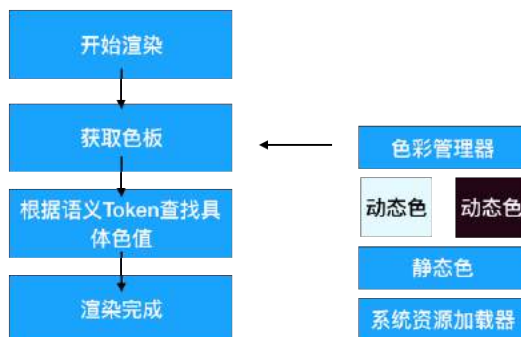 开始渲染
获取色板
根据语义Token查找具
体色值
渲染完成
色彩管理器
动态色
动态色
静态色
系统资源加载器